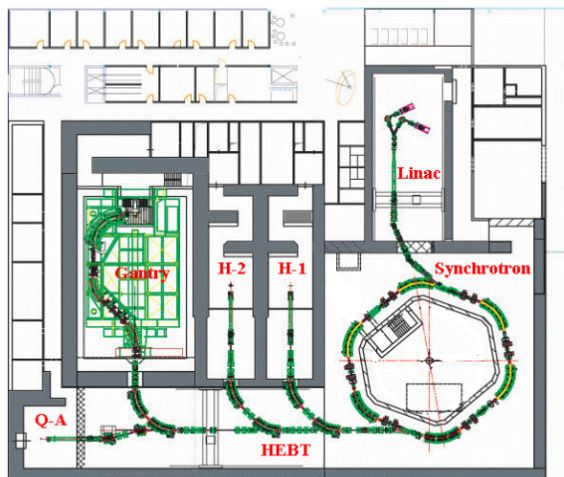 Linac
Gantry
H-2
H-1
Synchrotron
Q-A
HEBT